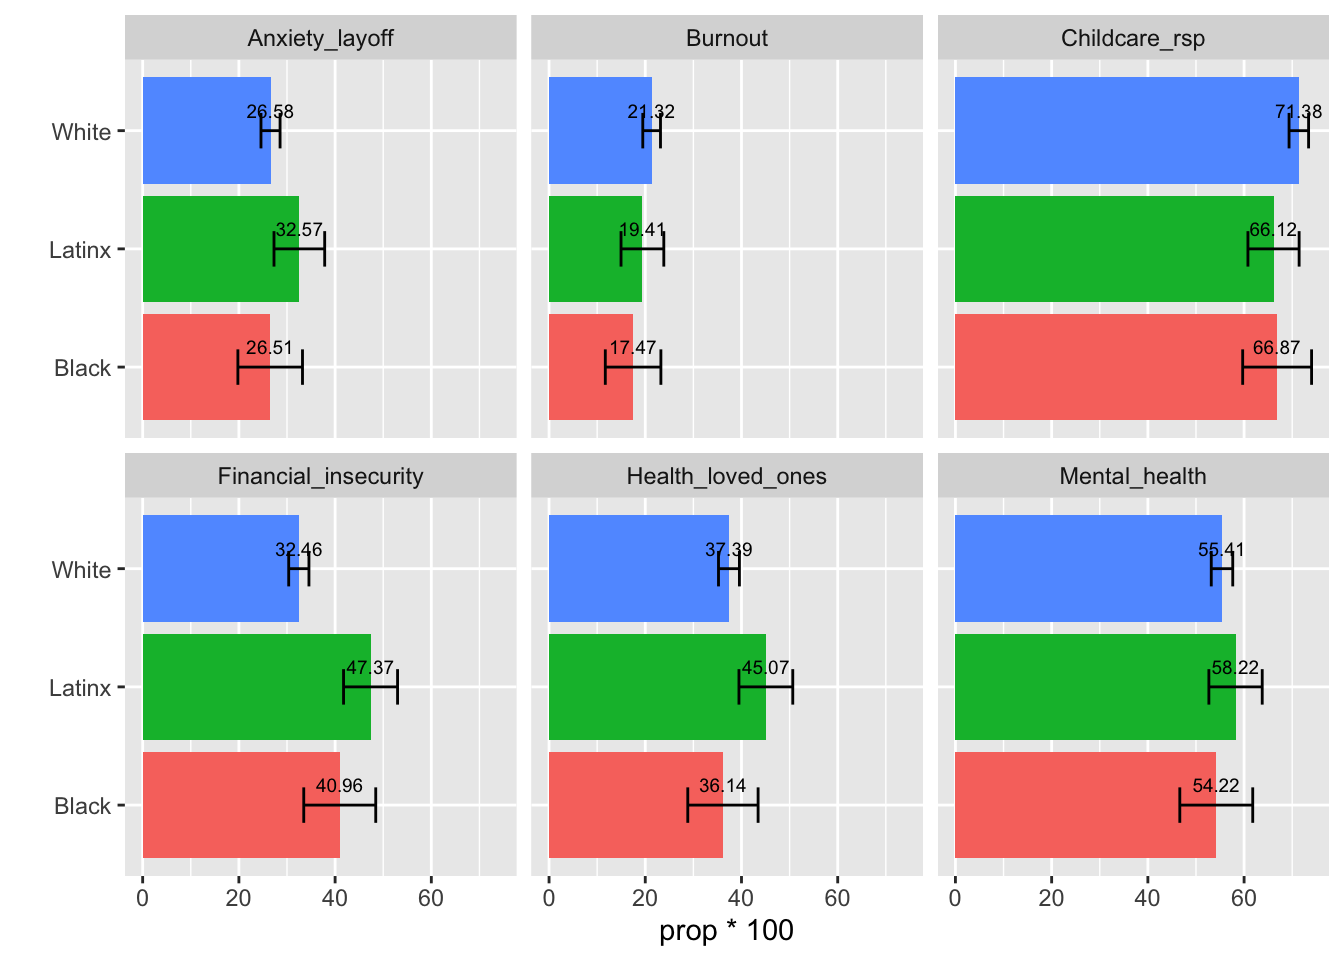 Anxiety_layoff Burnout Childcare_rsp
White 26.58 21.32 71.38
Latinx 32.57 19.41 66.12
Black 26.51 17.47 66.87
Financial_insecurity Health_loved_ones Mental_health
White 32.46 37.39 55.41
Latinx 47.37 45.07 58.22
Black 40.96 36.14 54.22
0 20 40 60 0 20 40 60 0 20 40 60
prop * 100